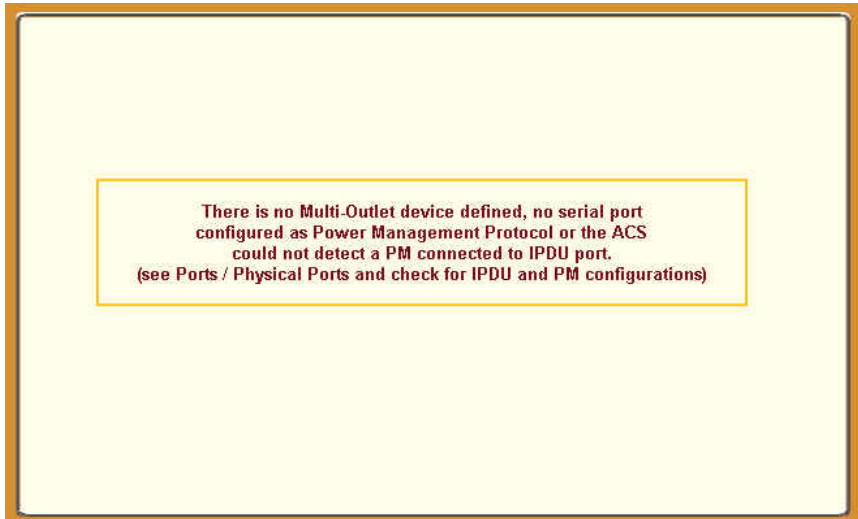 There is no Multi-Outlet device defined, no serial port
configured as Power Management Protocol or the ACS
could not detect a PM connected to IPDU port.
(see Ports / Physical Ports and check for IPDU and PM configurations)